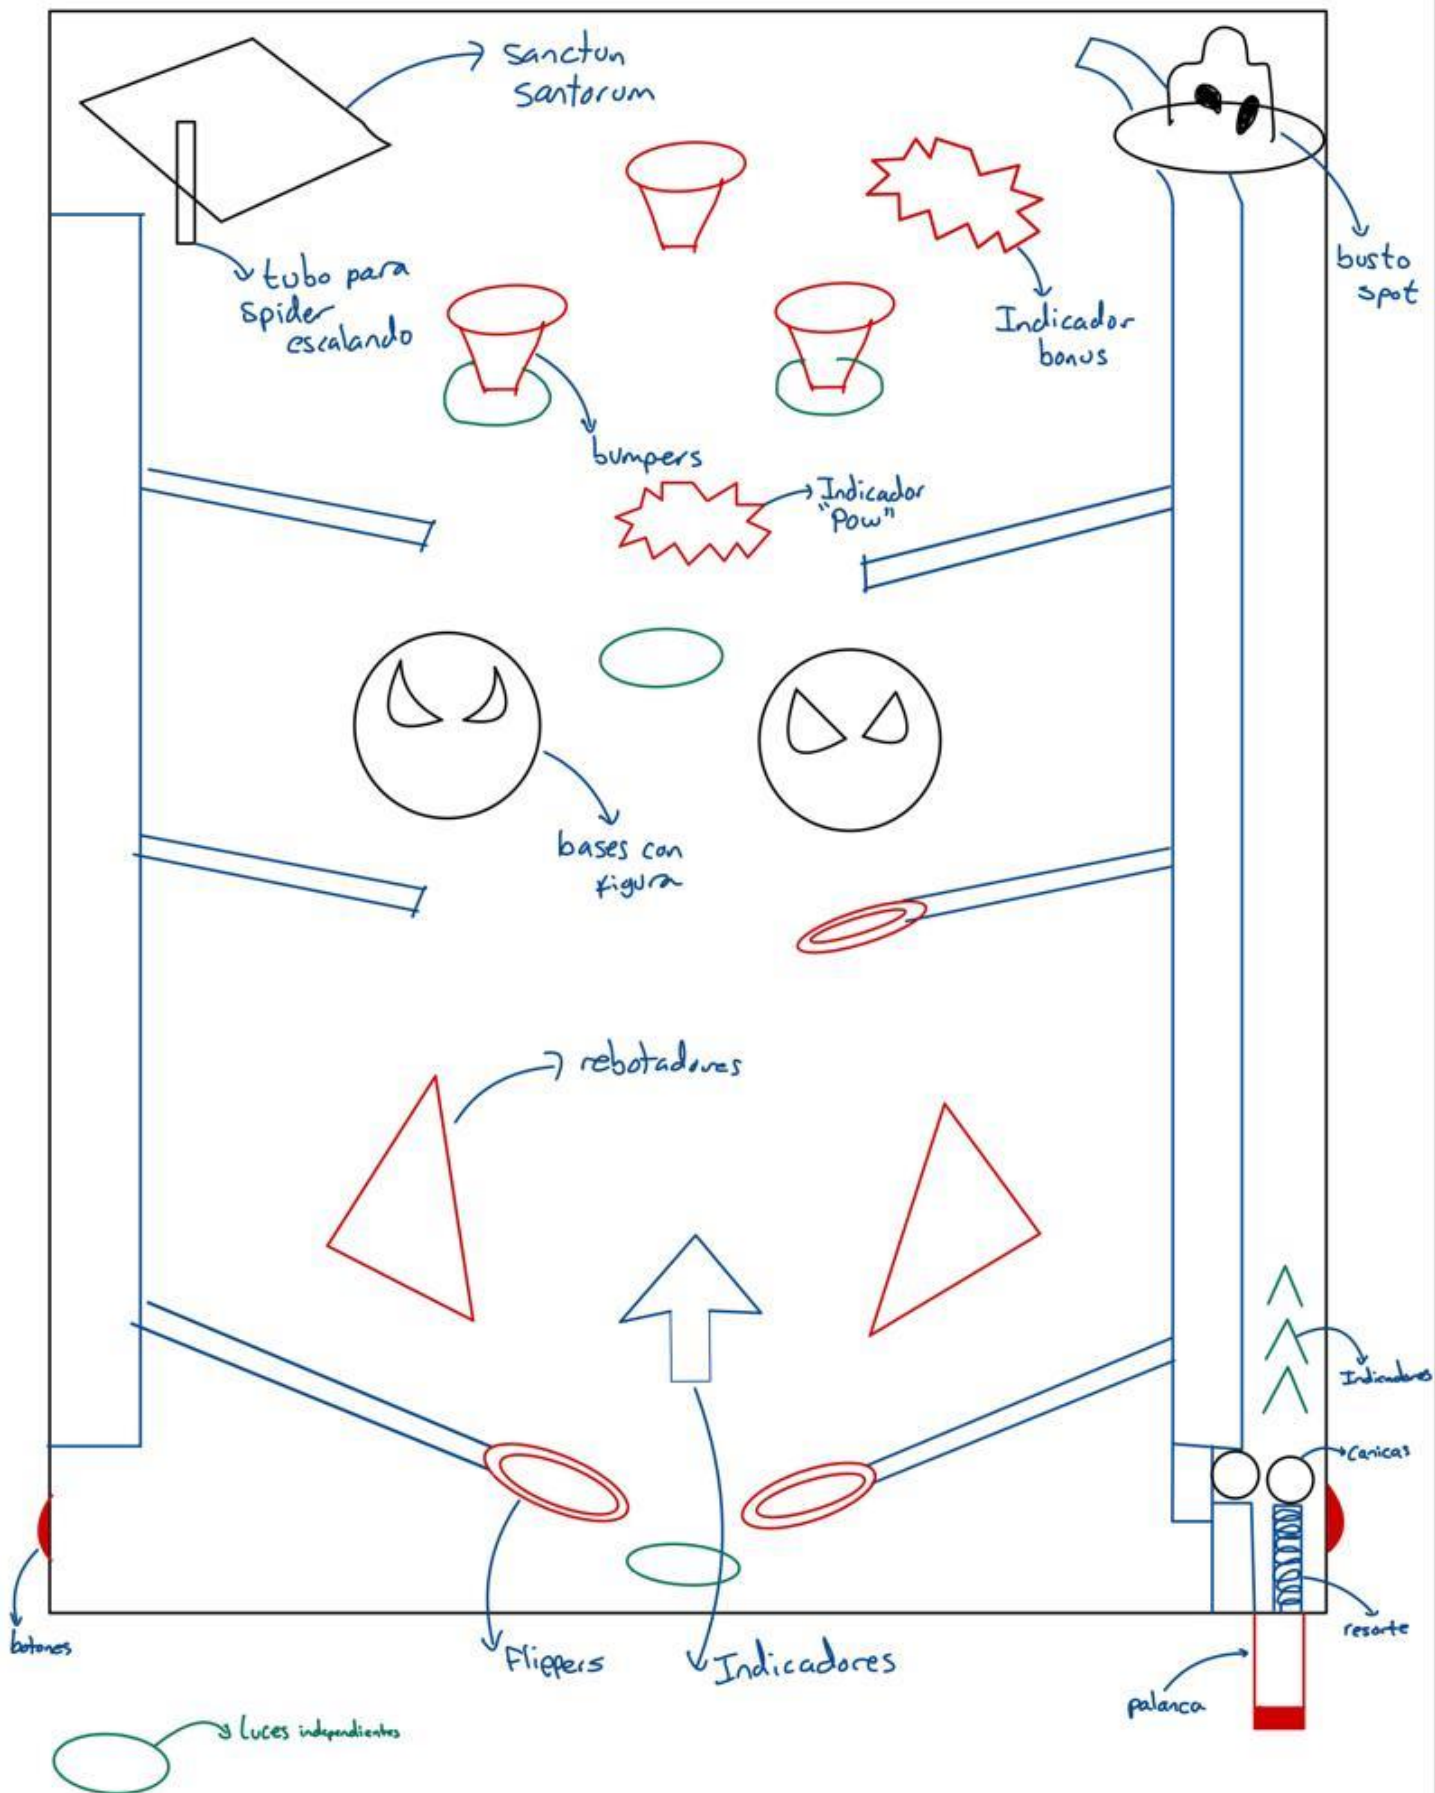 sanctun
santorum
busto
spot
tubo para
spider
escalando
Indicador
bonus
bumpers
Indicador
"Pow"
bases con
figura
rebotadores
Indicadores
Canicas
resorte
botones
Flippers
Indicadores
palanca
Luces independientes